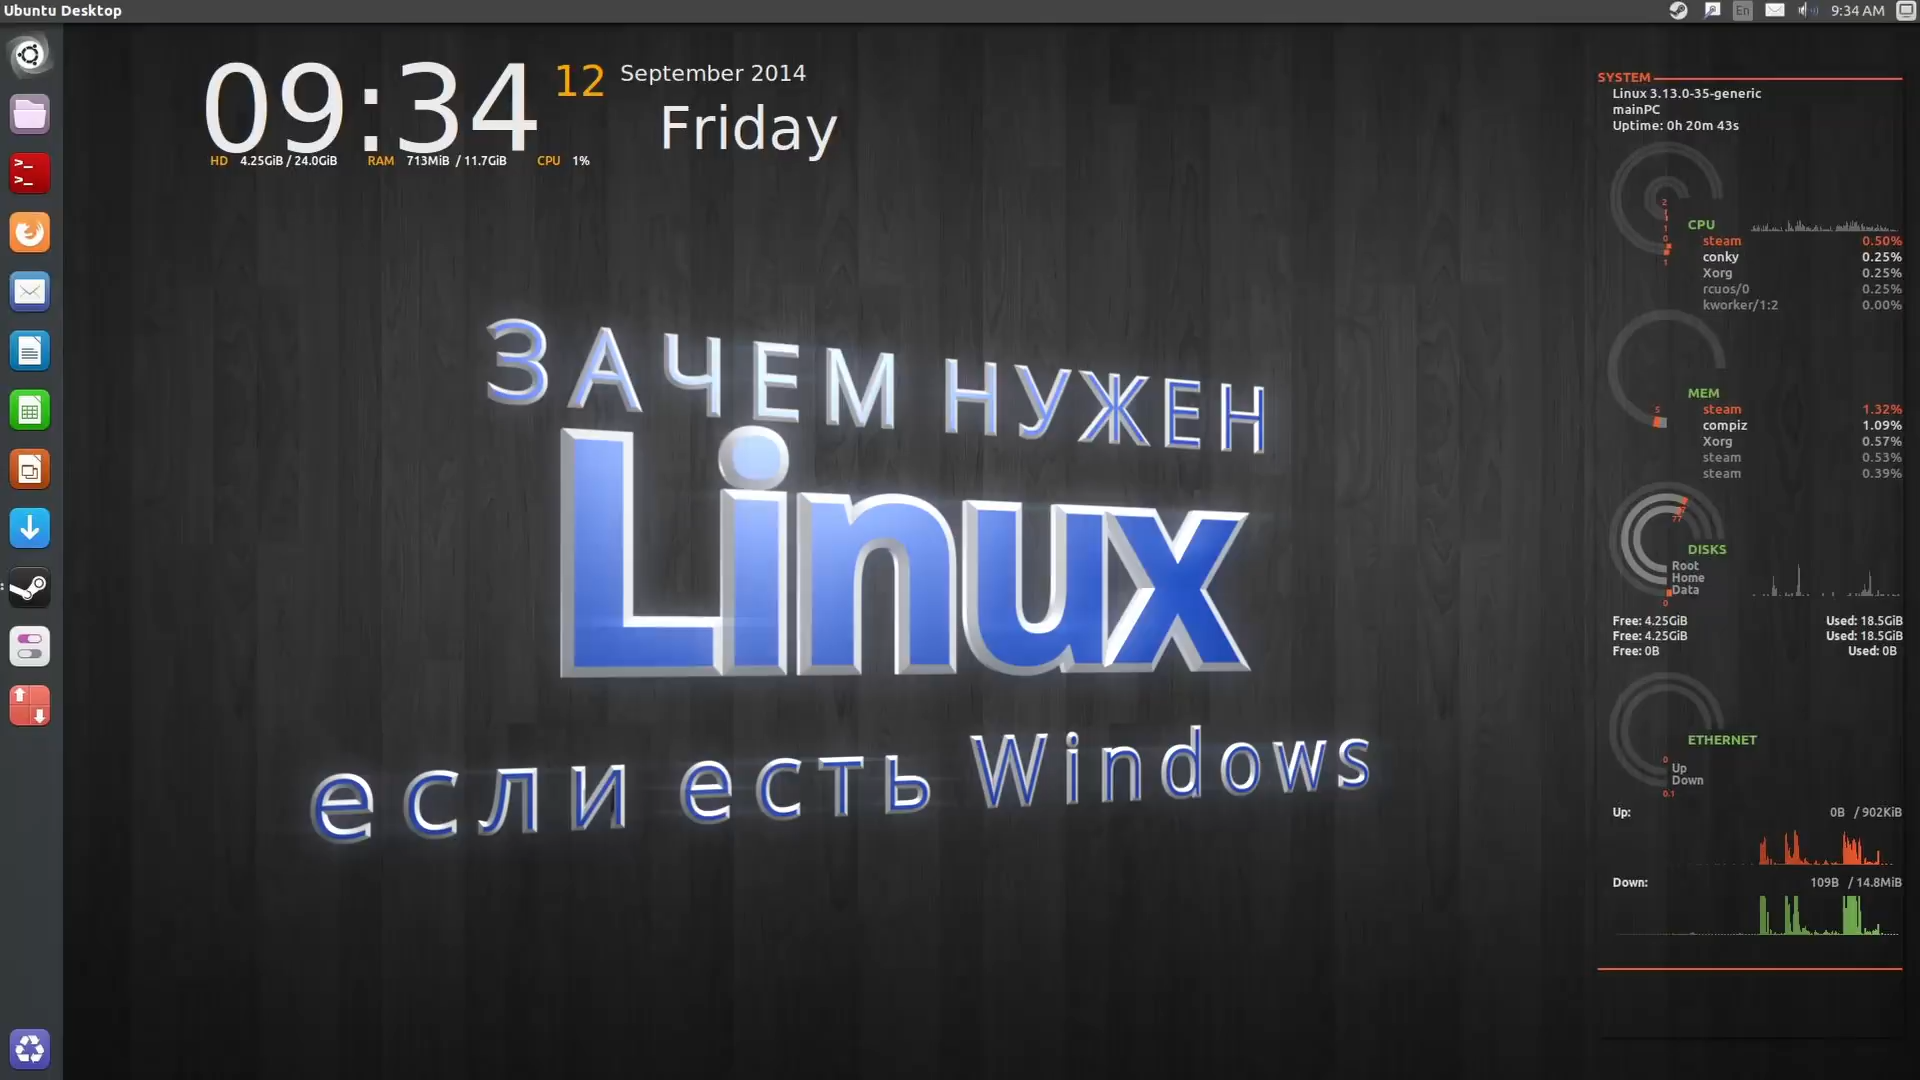 Ubuntu Desktop
En
9:34 AM
09:34
12
September 2014
Friday
HD 4.25GiB / 24.0GiB RAM 713MiB / 11.7GiB CPU 1%
ЗАЧЕМ НУЖЕН
Linux
если есть Windows
SYSTEM
Linux 3.13.0-35-generic
mainPC
Uptime: 0h 20m 43s
CPU
steam 0.50%
conky 0.25%
Xorg 0.25%
rcuos/0 0.25%
kworker/1:2 0.00%
MEM
steam 1.32%
compiz 1.09%
Xorg 0.57%
steam 0.53%
steam 0.39%
DISKS
Root
Home
Data
Free: 4.25GiB Used: 18.5GiB
Free: 4.25GiB Used: 18.5GiB
Free: 0B Used: 0B
ETHERNET
Up
Down
0.1
Up: 0B / 902KiB
Down: 109B / 14.8MiB